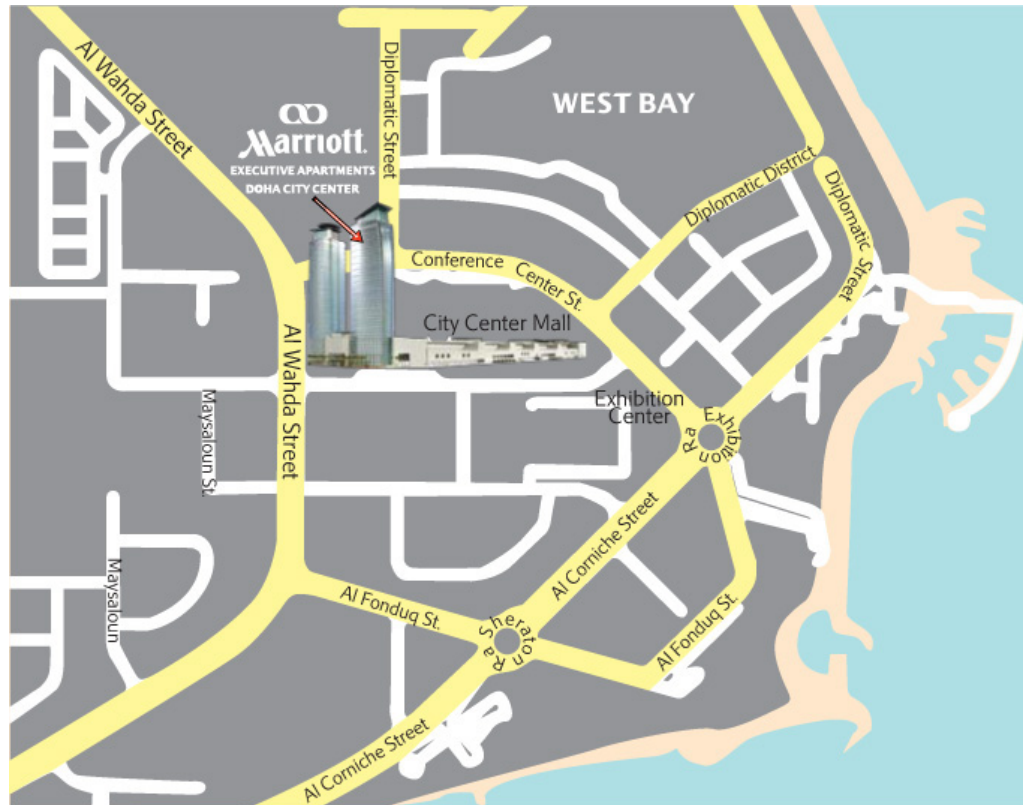 Al Wahda Street
Diplomatic Street
WEST BAY
Marriott.
EXECUTIVE APARTMENTS
DOHA CITY CENTER
Diplomatic District
Diplomatic Street
Conference Center St.
City Center Mall
Al Wahda Street
Maysaloun St.
Exhibition
Center
Exhibition Ra
Al Corniche Street
Maysaloun
Al Fonduq St.
Sheraton Ra
Al Fonduq St.
Al Corniche Street